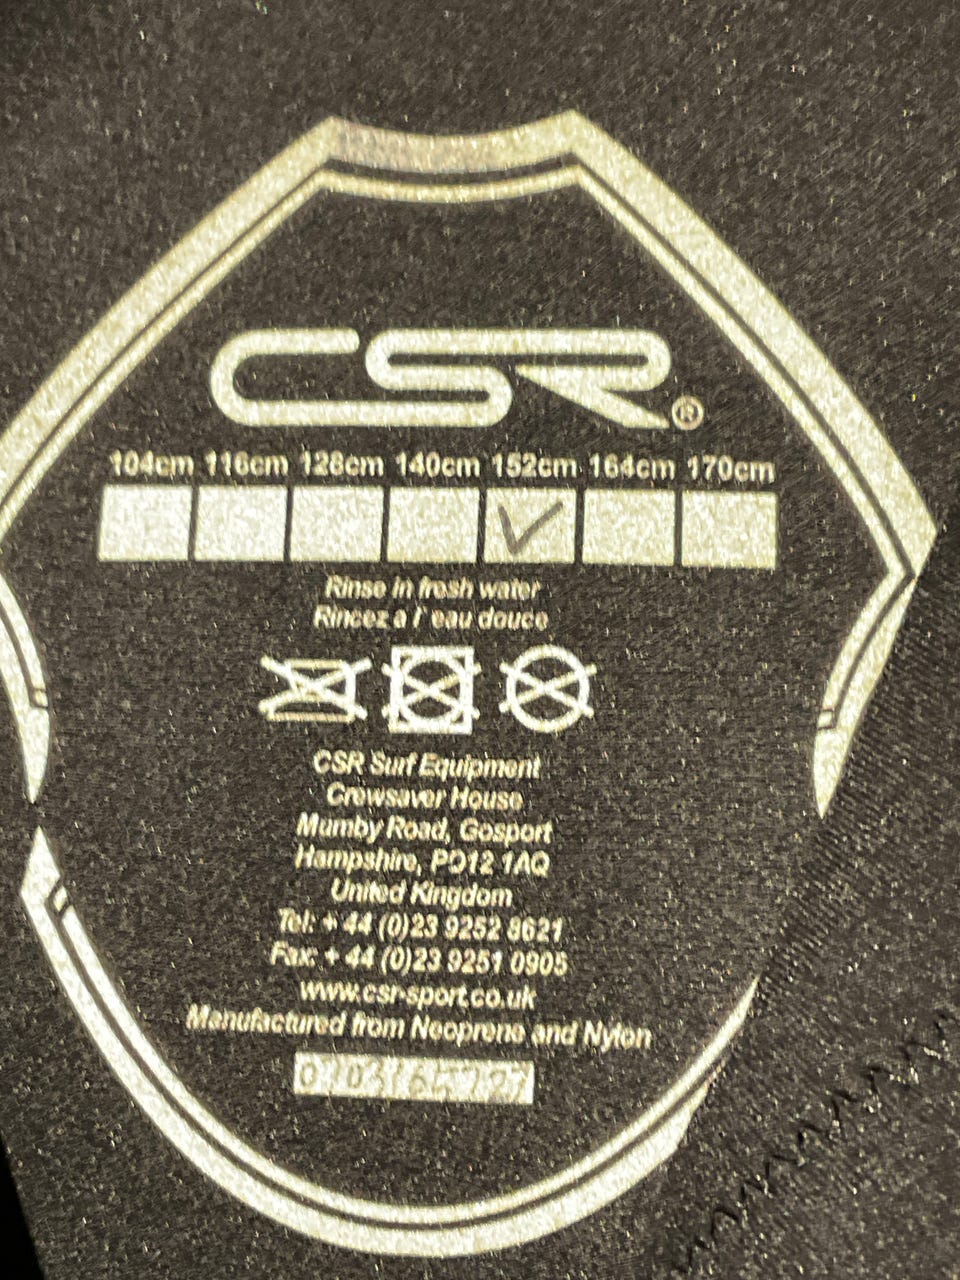 CSR®
104cm 116cm 128cm 140cm 152cm 164cm 170cm
Rinse in fresh water
Rincez a l' eau douce
CSR Surf Equipment
Crewsaver House
Mumby Road, Gosport
Hampshire, PO12 1AQ
United Kingdom
Tel: + 44 (0)23 9252 8621
Fax: + 44 (0)23 9251 0905
www.csr-sport.co.uk
Manufactured from Neoprene and Nylon